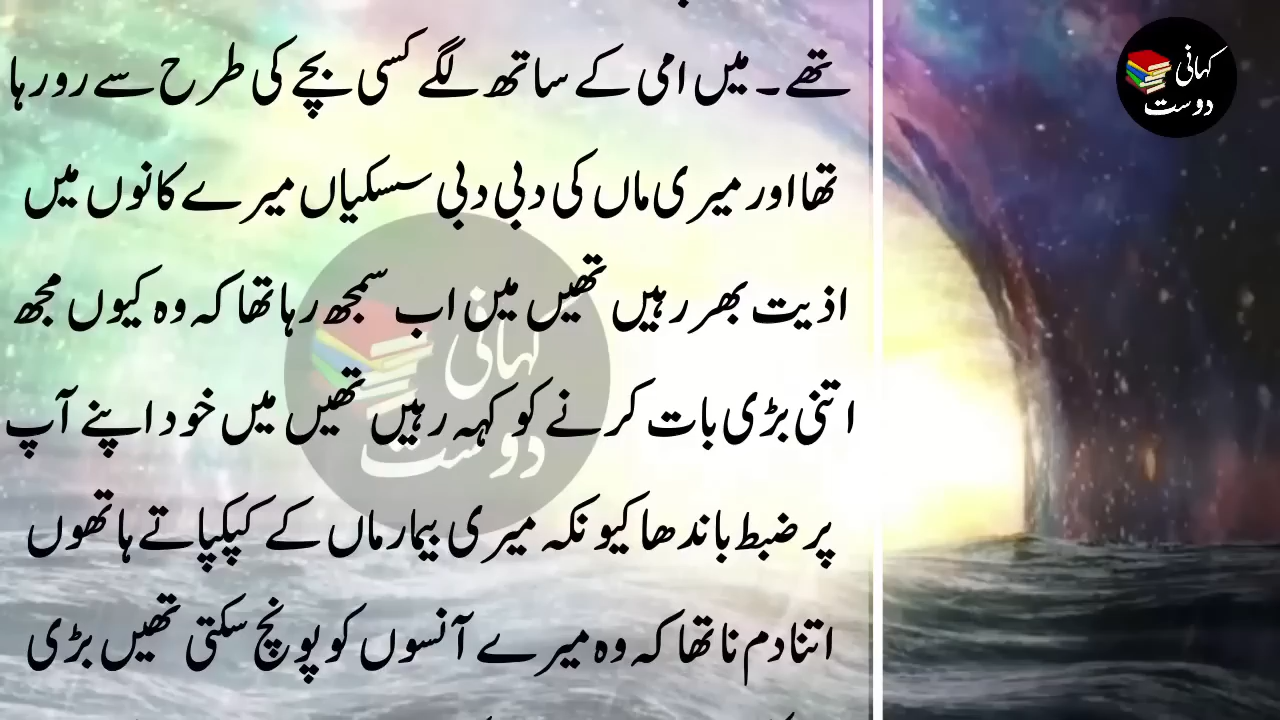 تھے۔ میں امی کے ساتھ لگے کسی بچے کی طرح سے رو رہا
تھا اور میری ماں کی دبی دبی سسکیاں میرے کانوں میں
اذیت بھر رہیں تھیں میں اب سمجھ رہا تھا کہ وہ کیوں مجھ
اتنی بڑی بات کرنے کو کہہ رہیں تھیں میں خود اپنے آپ
پر ضبط باندھا کیونکہ میری بیمار ماں کے کپکپاتے ہاتھوں
اتنا دم نا تھا کہ وہ میرے آنسوں کو پونچ سکتی تھیں بڑی
کہانی
دوست
کہانی
دوست